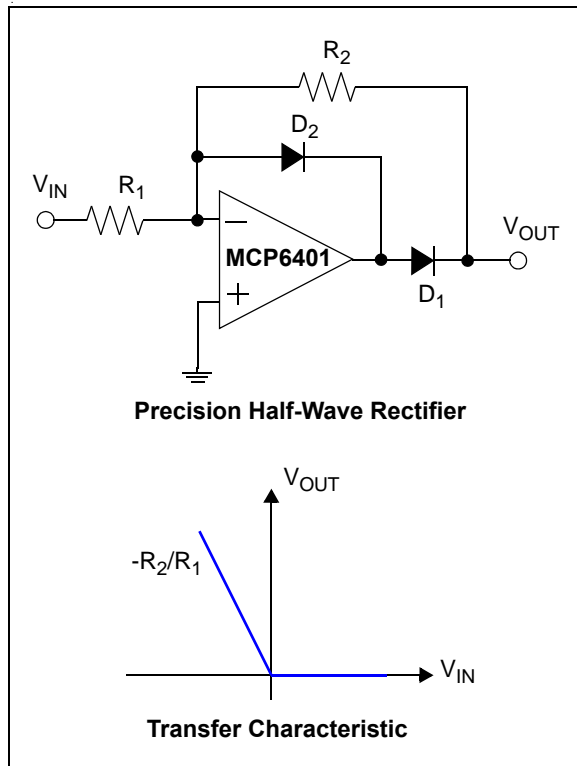 R2
D2
VIN
R1
VOUT
−
MCP6401
+
D1
Precision Half-Wave Rectifier
VOUT
-R2/R1
VIN
Transfer Characteristic